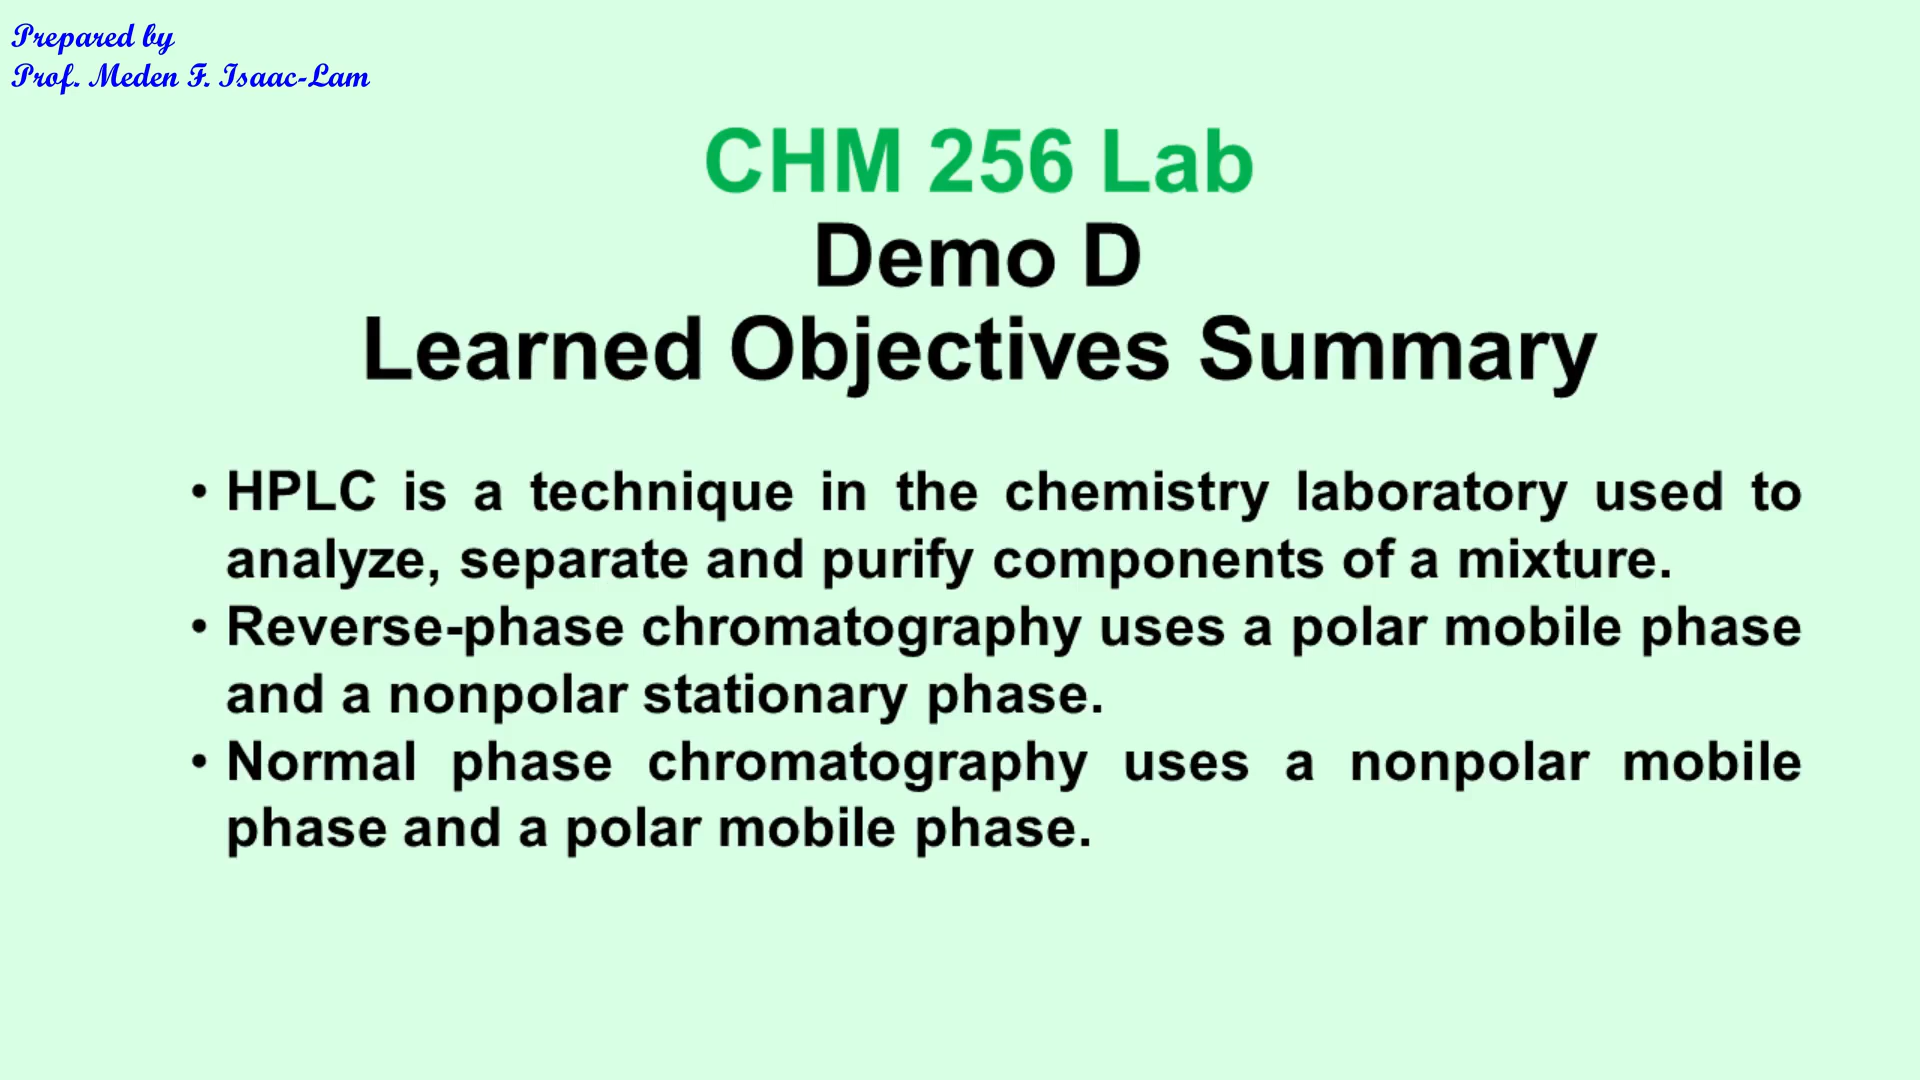 Prepared by
Prof. Meden F. Isaac-Lam
CHM 256 Lab
Demo D
Learned Objectives Summary
• HPLC is a technique in the chemistry laboratory used to
analyze, separate and purify components of a mixture.
• Reverse-phase chromatography uses a polar mobile phase
and a nonpolar stationary phase.
• Normal phase chromatography uses a nonpolar mobile
phase and a polar mobile phase.